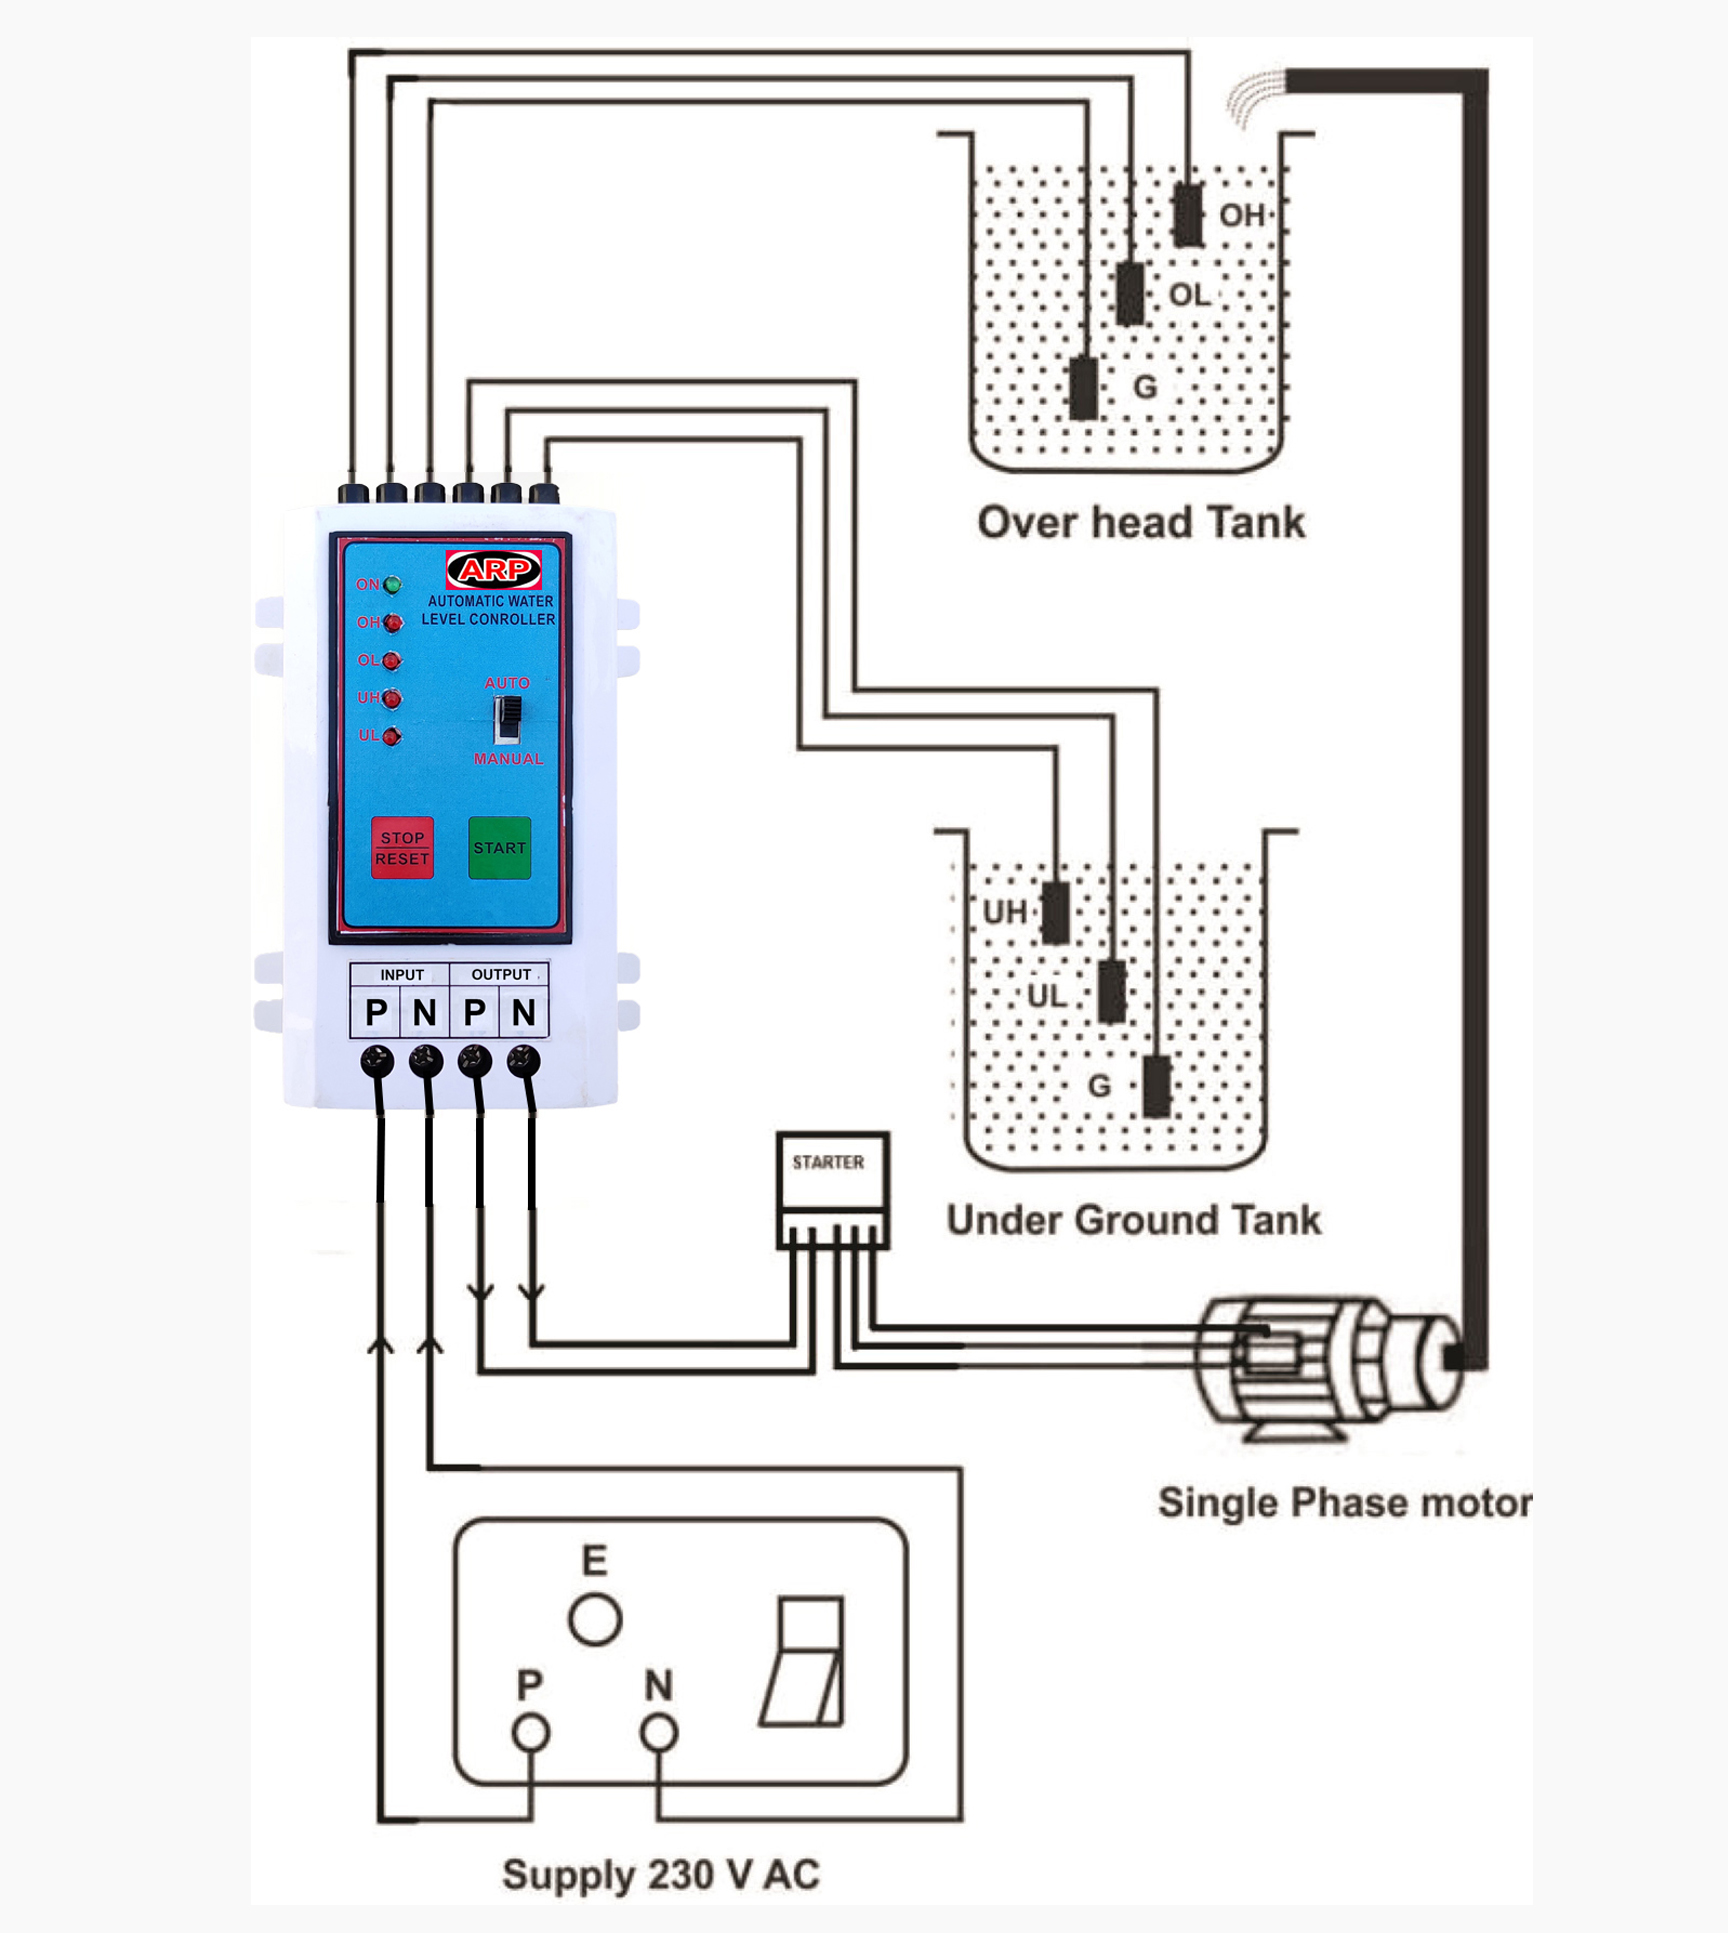 OH
OL
G
Over head Tank
ARP
AUTOMATIC WATER
LEVEL CONROLLER
ON
OH
OL
UH
UL
AUTO
MANUAL
STOP
RESET
START
INPUT OUTPUT
P N P N
UH
UL
G
Under Ground Tank
STARTER
Single Phase motor
E
P N
Supply 230 V AC